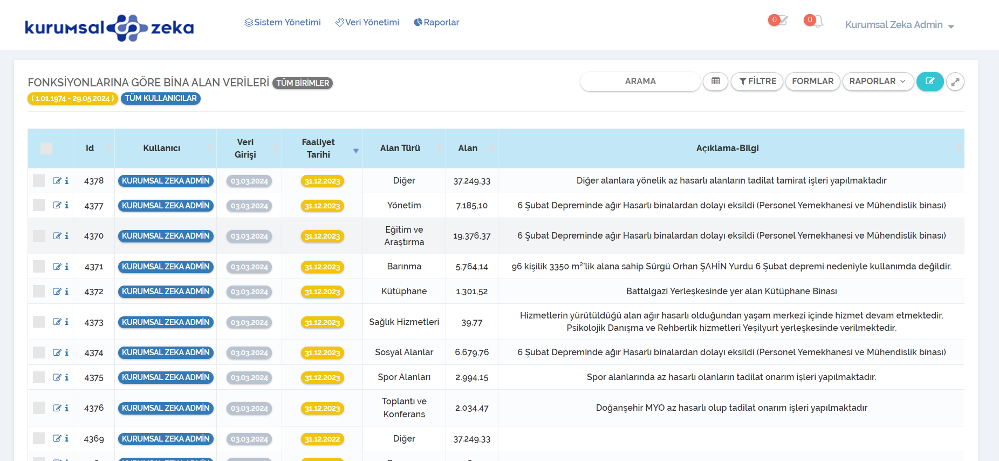 kurumsal zeka
Sistem Yönetimi Veri Yönetimi Raporlar
0 0 Kurumsal Zeka Admin
FONKSİYONLARINA GÖRE BİNA ALAN VERİLERİ TÜM BİRİMLER
( 1.01.1974 - 29.05.2024 ) TÜM KULLANICILAR
ARAMA FİLTRE FORMLAR RAPORLAR
Id Kullanıcı Veri Girişi Faaliyet Tarihi Alan Türü Alan Açıklama-Bilgi
4378 KURUMSAL ZEKA ADMİN 03.03.2024 31.12.2023 Diğer 37.249,33 Diğer alanlara yönelik az hasarlı alanların tadilat tamirat işleri yapılmaktadır
4377 KURUMSAL ZEKA ADMİN 03.03.2024 31.12.2023 Yönetim 7.185,10 6 Şubat Depreminde ağır Hasarlı binalardan dolayı eksildi (Personel Yemekhanesi ve Mühendislik binası)
4370 KURUMSAL ZEKA ADMİN 03.03.2024 31.12.2023 Eğitim ve Araştırma 19.376,37 6 Şubat Depreminde ağır Hasarlı binalardan dolayı eksildi (Personel Yemekhanesi ve Mühendislik binası)
4371 KURUMSAL ZEKA ADMİN 03.03.2024 31.12.2023 Barınma 5.764,14 96 kişilik 3350 m²'lik alana sahip Sürgü Orhan ŞAHİN Yurdu 6 Şubat depremi nedeniyle kullanımda değildir.
4372 KURUMSAL ZEKA ADMİN 03.03.2024 31.12.2023 Kütüphane 1.301,52 Battalgazi Yerleşkesinde yer alan Kütüphane Binası
4373 KURUMSAL ZEKA ADMİN 03.03.2024 31.12.2023 Sağlık Hizmetleri 39,77 Hizmetlerin yürütüldüğü alan ağır hasarlı olduğundan yaşam merkezi içinde hizmet devam etmektedir.
Psikolojik Danışma ve Rehberlik hizmetleri Yeşilyurt yerleşkesinde verilmektedir.
4374 KURUMSAL ZEKA ADMİN 03.03.2024 31.12.2023 Sosyal Alanlar 6.679,76 6 Şubat Depreminde ağır Hasarlı binalardan dolayı eksildi (Personel Yemekhanesi ve Mühendislik binası)
4375 KURUMSAL ZEKA ADMİN 03.03.2024 31.12.2023 Spor Alanları 2.994,15 Spor alanlarında az hasarlı olanların tadilat onarım işleri yapılmaktadır.
4376 KURUMSAL ZEKA ADMİN 03.03.2024 31.12.2023 Toplantı ve Konferans 2.034,47 Doğanşehir MYO az hasarlı olup tadilat onarım işleri yapılmaktadır
4369 KURUMSAL ZEKA ADMİN 03.03.2024 31.12.2022 Diğer 37.249,33